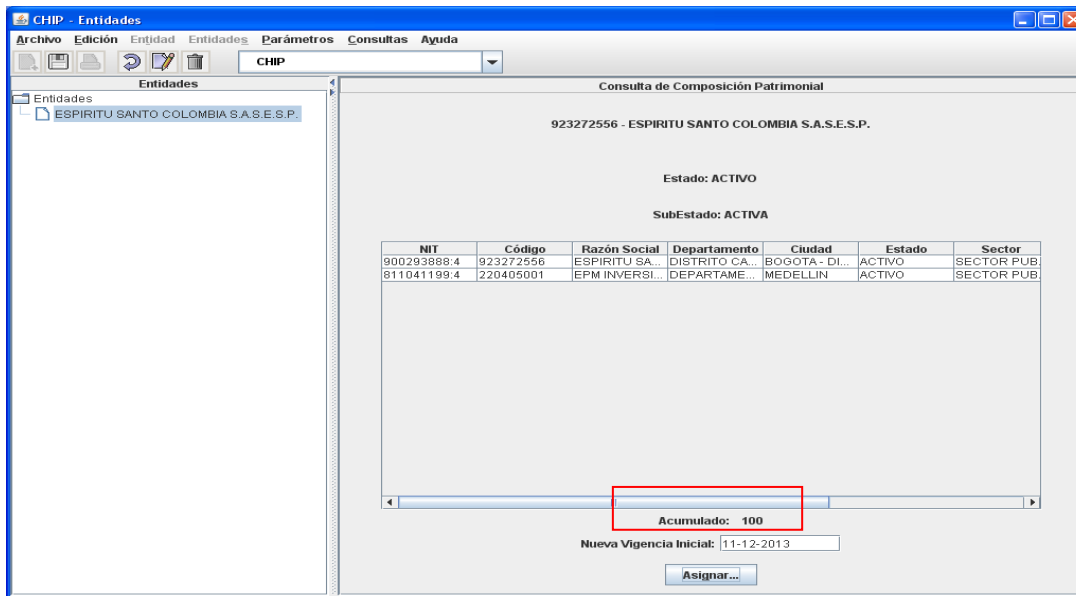 CHIP - Entidades
Archivo Edición Entidad Entidades Parámetros Consultas Ayuda
CHIP
Entidades
Entidades
ESPIRITU SANTO COLOMBIA S.A.S.E.S.P.
Consulta de Composición Patrimonial
923272556 - ESPIRITU SANTO COLOMBIA S.A.S.E.S.P.
Estado: ACTIVO
SubEstado: ACTIVA
NIT Código Razón Social Departamento Ciudad Estado Sector
900293888:4 923272556 ESPIRITU SA... DISTRITO CA... BOGOTA - DI... ACTIVO SECTOR PUB.
811041199:4 220405001 EPM INVERSI... DEPARTAME... MEDELLIN ACTIVO SECTOR PUB.
Acumulado: 100
Nueva Vigencia Inicial: 11-12-2013
Asignar...